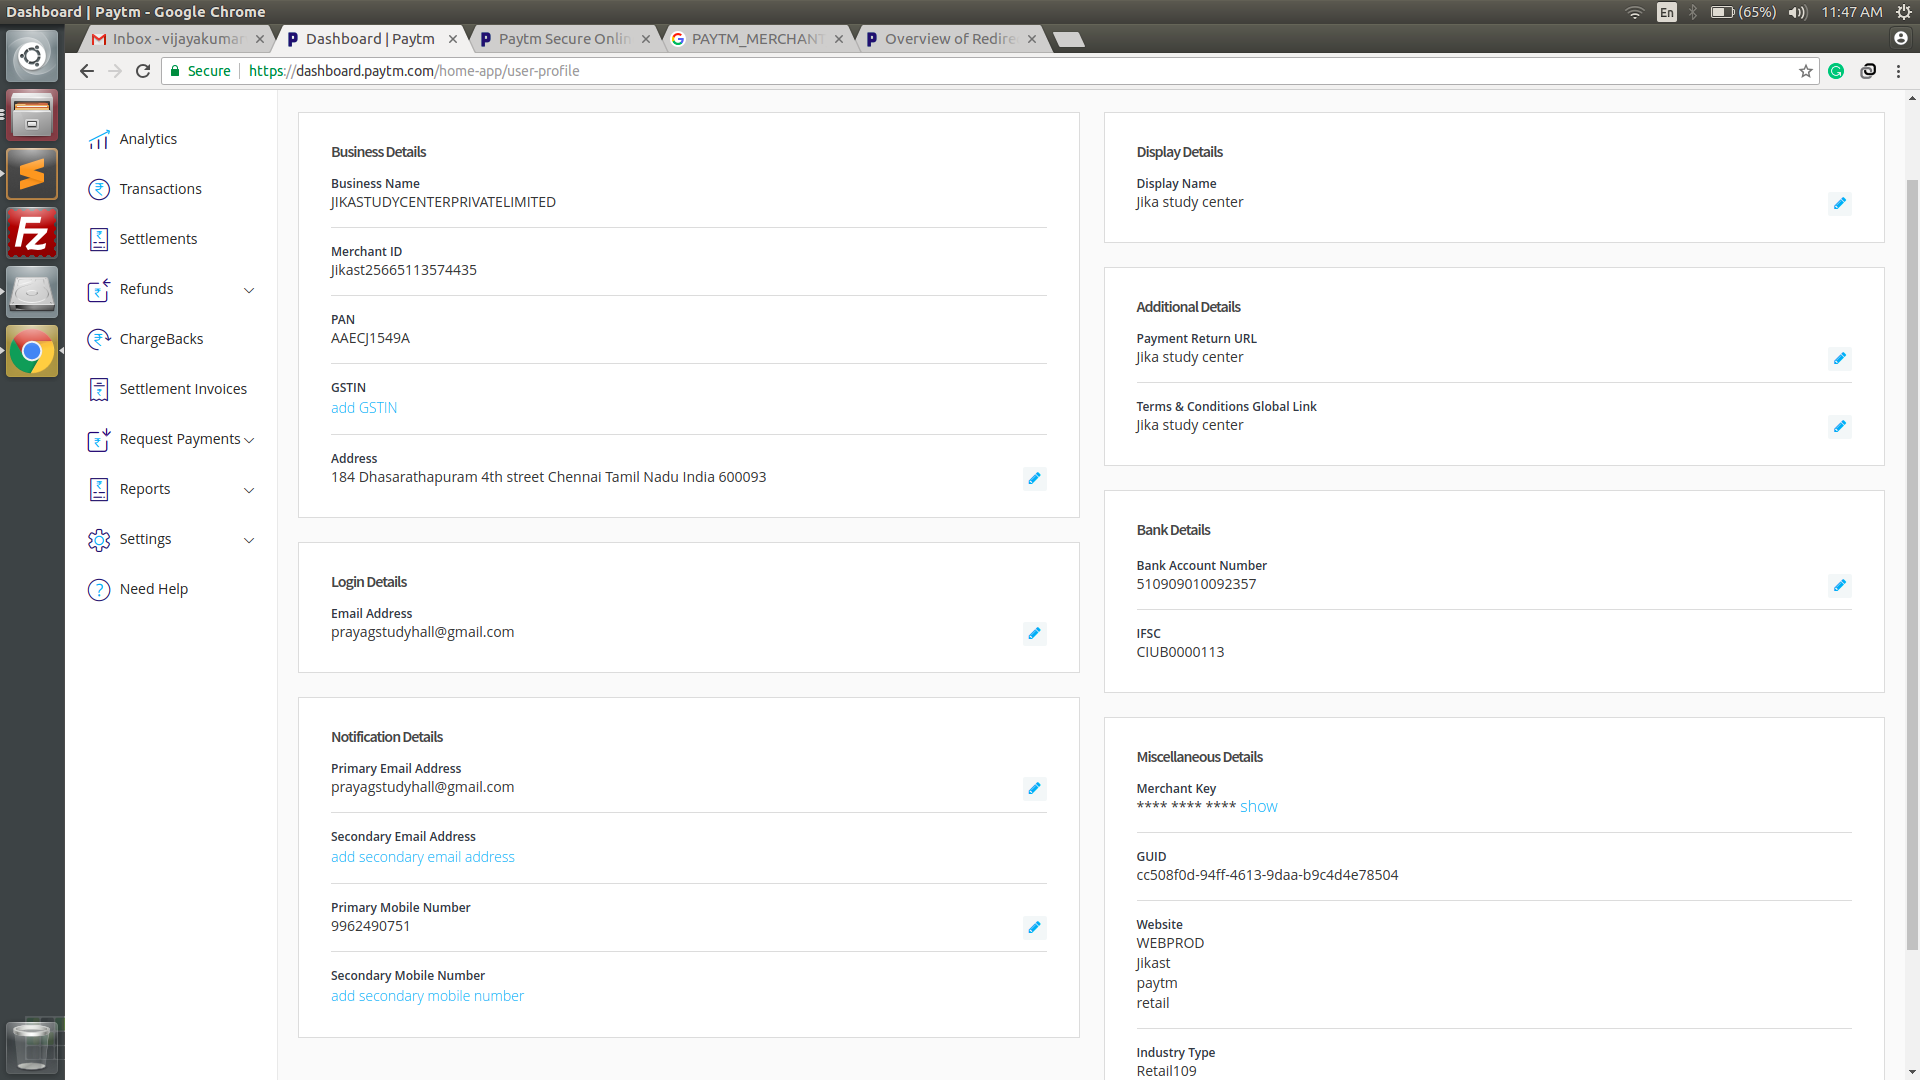 Dashboard | Paytm - Google Chrome
En
(65%)
11:47 AM
Inbox - vijayakumar
Dashboard | Paytm
Paytm Secure Onlin
PAYTM_MERCHANT
Overview of Redire
Secure
https://dashboard.paytm.com/home-app/user-profile
Analytics
Transactions
Settlements
Refunds
ChargeBacks
Settlement Invoices
Request Payments
Reports
Settings
Need Help
Business Details
Business Name
JIKASTUDYCENTERPRIVATELIMITED
Merchant ID
Jikast25665113574435
PAN
AAECJ1549A
GSTIN
add GSTIN
Address
184 Dhasarathapuram 4th street Chennai Tamil Nadu India 600093
Login Details
Email Address
prayagstudyhall@gmail.com
Notification Details
Primary Email Address
prayagstudyhall@gmail.com
Secondary Email Address
add secondary email address
Primary Mobile Number
9962490751
Secondary Mobile Number
add secondary mobile number
Display Details
Display Name
Jika study center
Additional Details
Payment Return URL
Jika study center
Terms & Conditions Global Link
Jika study center
Bank Details
Bank Account Number
510909010092357
IFSC
CIUB0000113
Miscellaneous Details
Merchant Key
**** **** **** show
GUID
cc508f0d-94ff-4613-9daa-b9c4d4e78504
Website
WEBPROD
Jikast
paytm
retail
Industry Type
Retail109